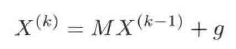 X^{(k)} = MX^{(k-1)} + g